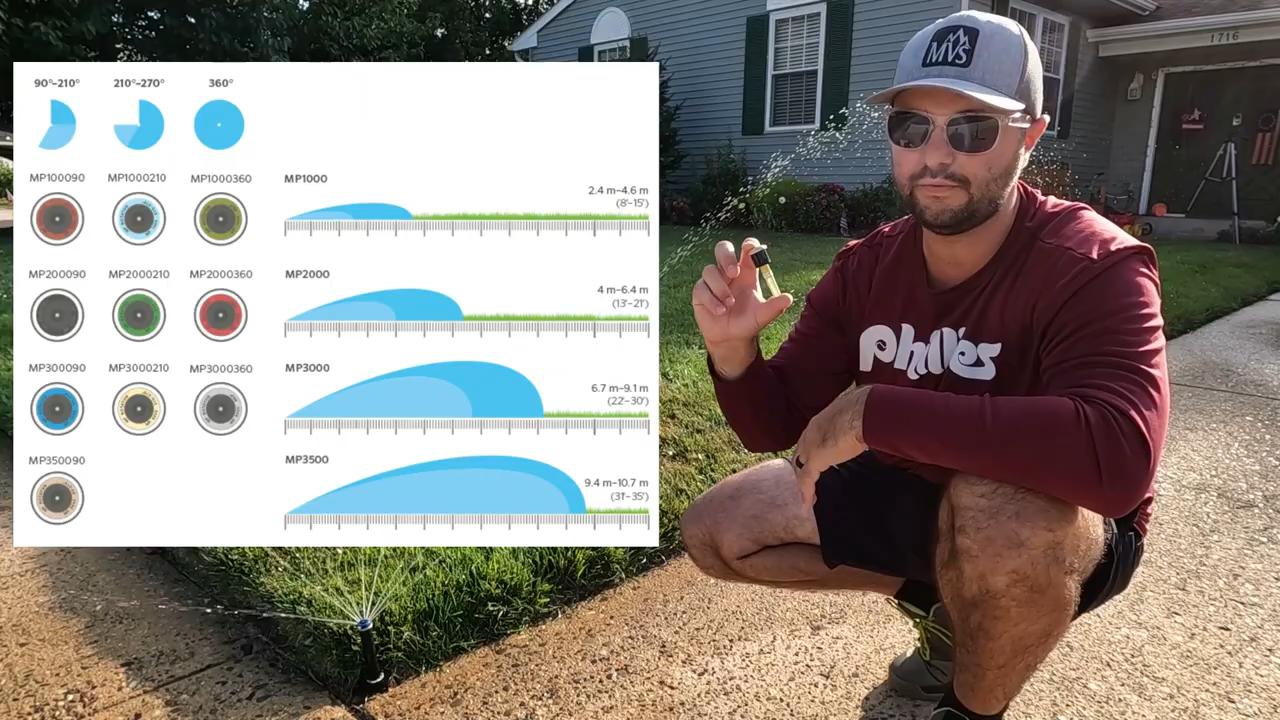 90°–210°
210°–270°
360°
MP100090
MP1000210
MP1000360
MP1000
2.4 m–4.6 m
(8'–15')
MP200090
MP2000210
MP2000360
MP2000
4 m–6.4 m
(13'–21')
MP300090
MP3000210
MP3000360
MP3000
6.7 m–9.1 m
(22'–30')
MP350090
MP3500
9.4 m–10.7 m
(31'–35')
MVS
1716
Phillies